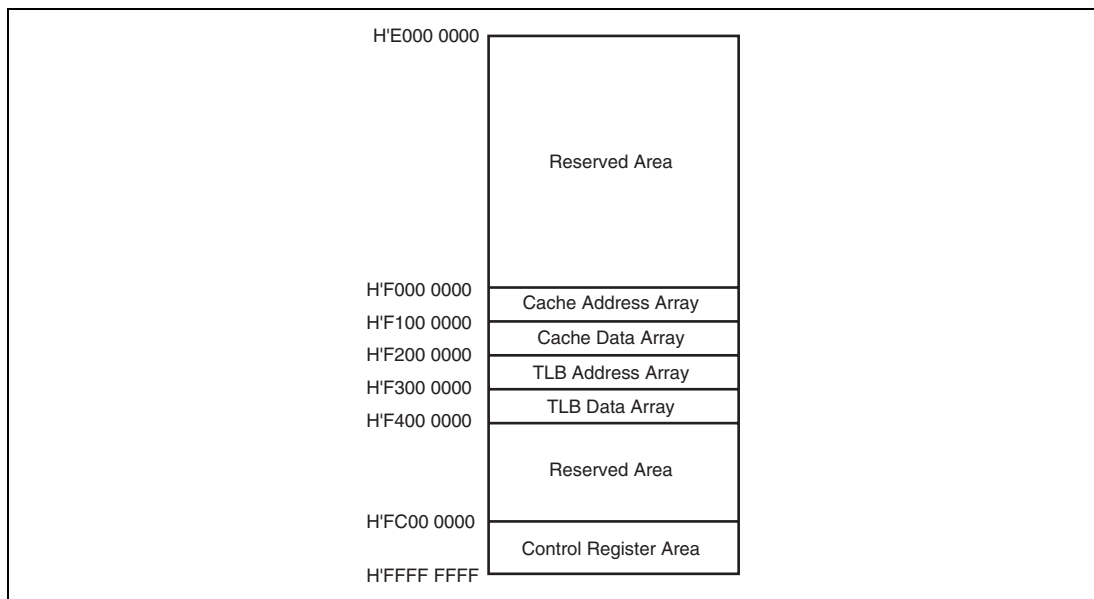 H'E000 0000
Reserved Area
H'F000 0000
Cache Address Array
H'F100 0000
Cache Data Array
H'F200 0000
TLB Address Array
H'F300 0000
TLB Data Array
H'F400 0000
Reserved Area
H'FC00 0000
Control Register Area
H'FFFF FFFF